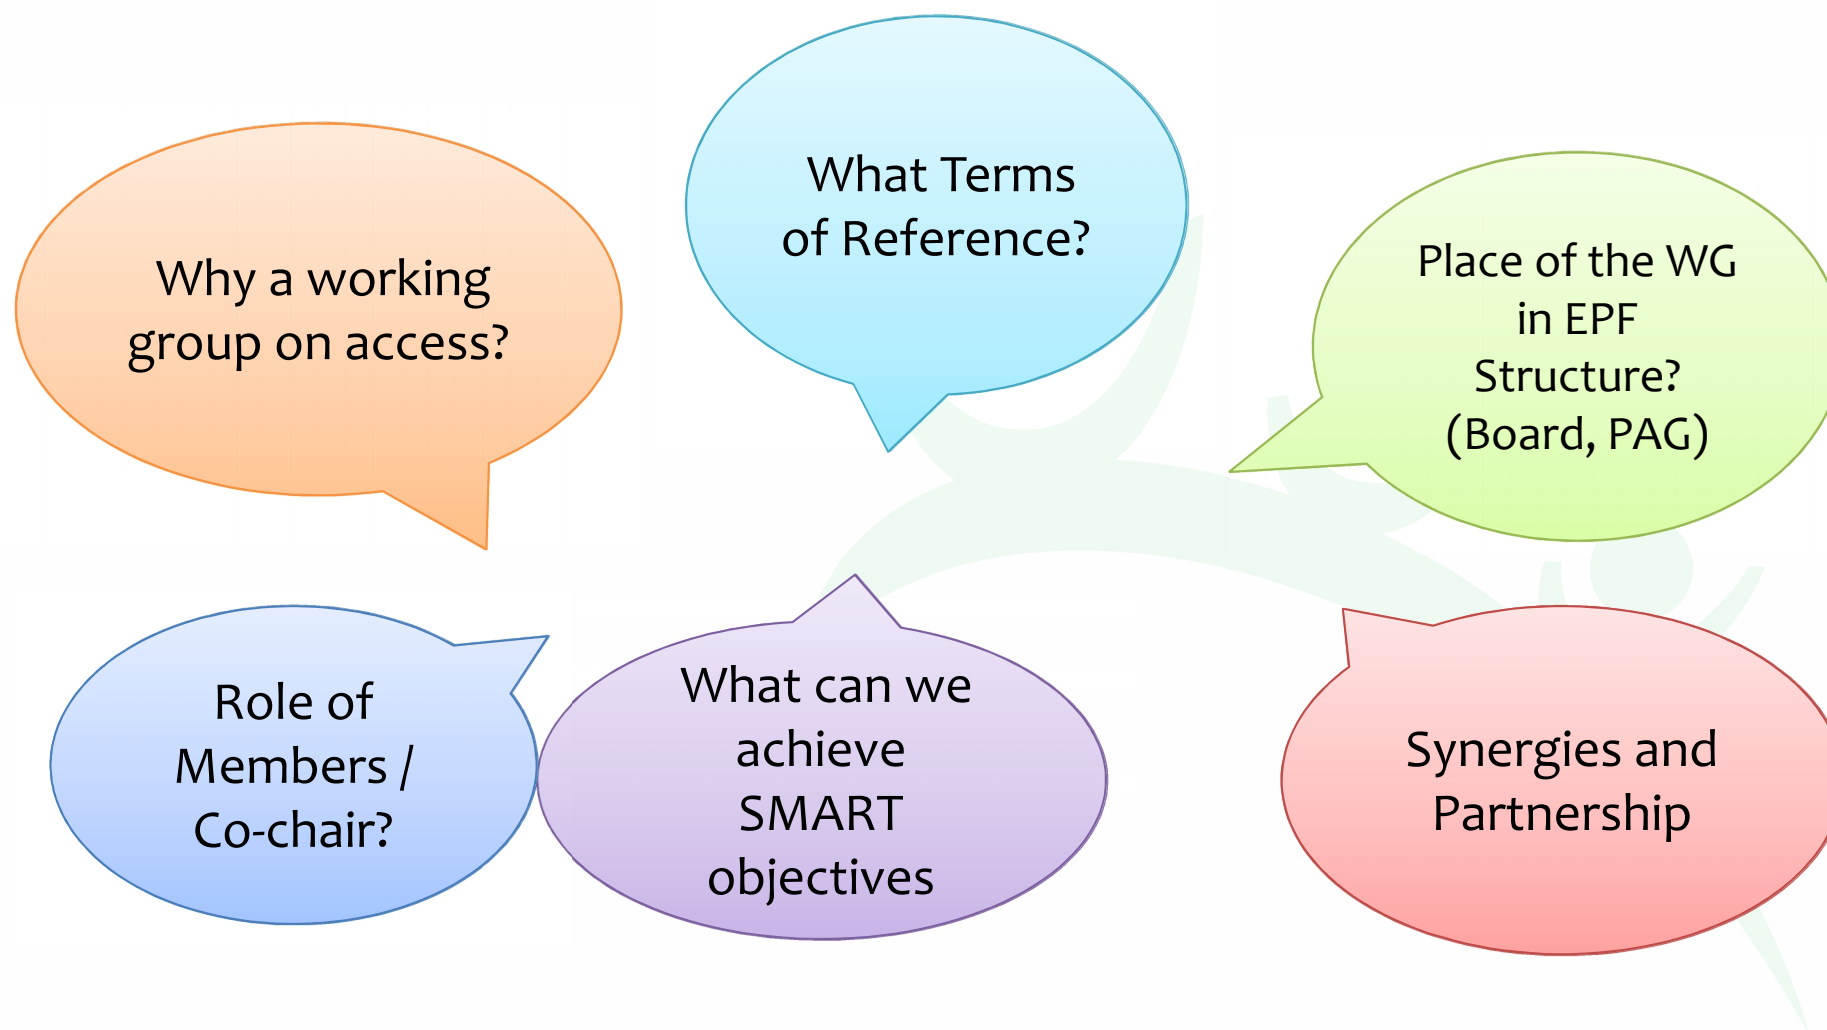 Why a working
group on access?
What Terms
of Reference?
Place of the WG
in EPF
Structure?
(Board, PAG)
Role of
Members /
Co-chair?
What can we
achieve
SMART
objectives
Synergies and
Partnership